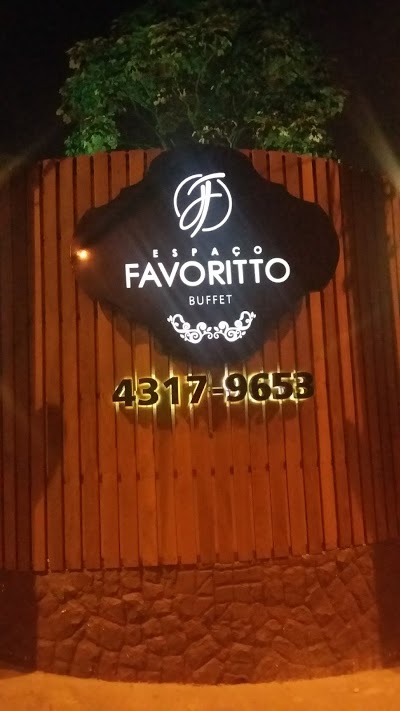 F
ESPAÇO
FAVORITTO
BUFFET
4317-9653